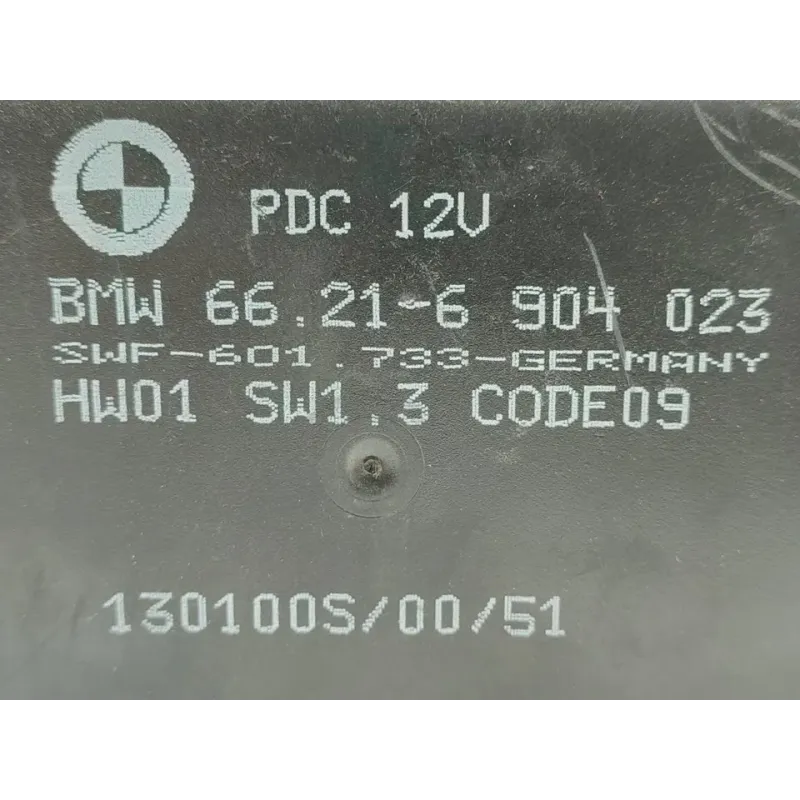 PDC 12V
BMW 66.21-6 904 023
SWF-601.733-GERMANY
HW01 SW1.3 CODE09
130100S/00/51